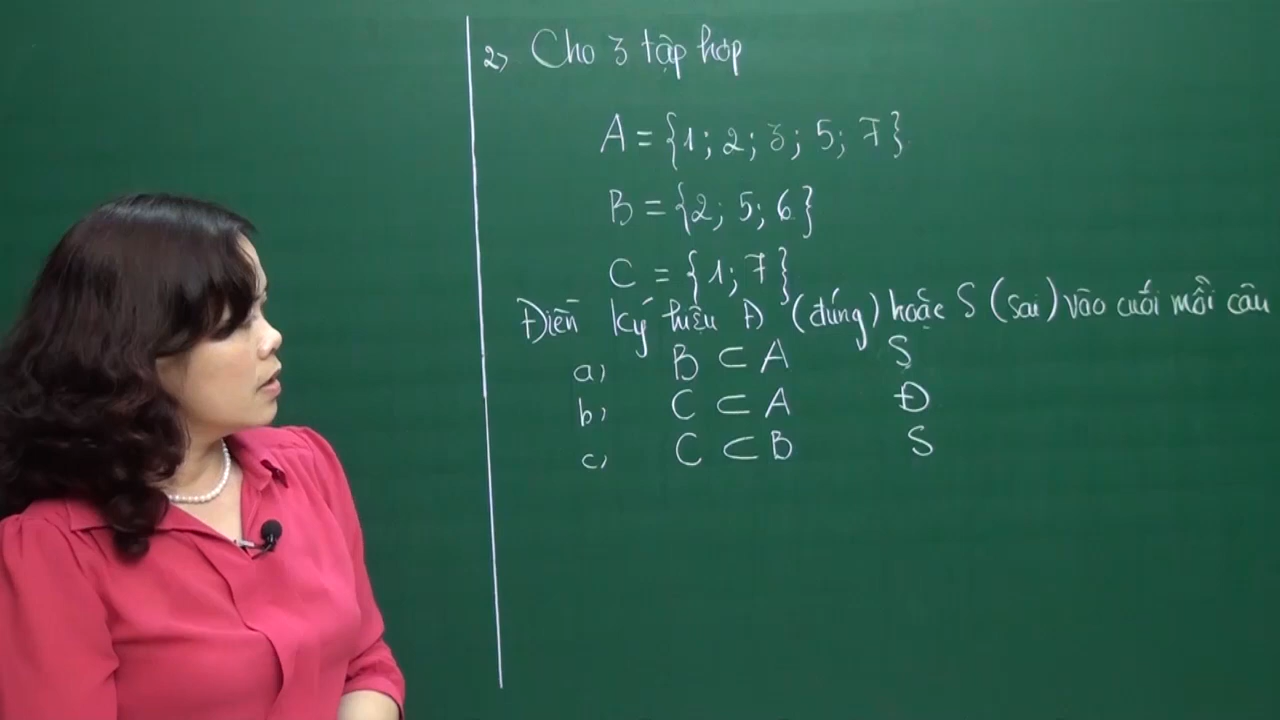 2, Cho 3 tập hợp
A = {1; 2; 3; 5; 7}
B = {2; 5; 6}
C = {1; 7}
Điền ký hiệu Đ (đúng) hoặc S (sai) vào cuối mỗi câu
a, B ⊂ A S
b, C ⊂ A Đ
c, C ⊂ B S